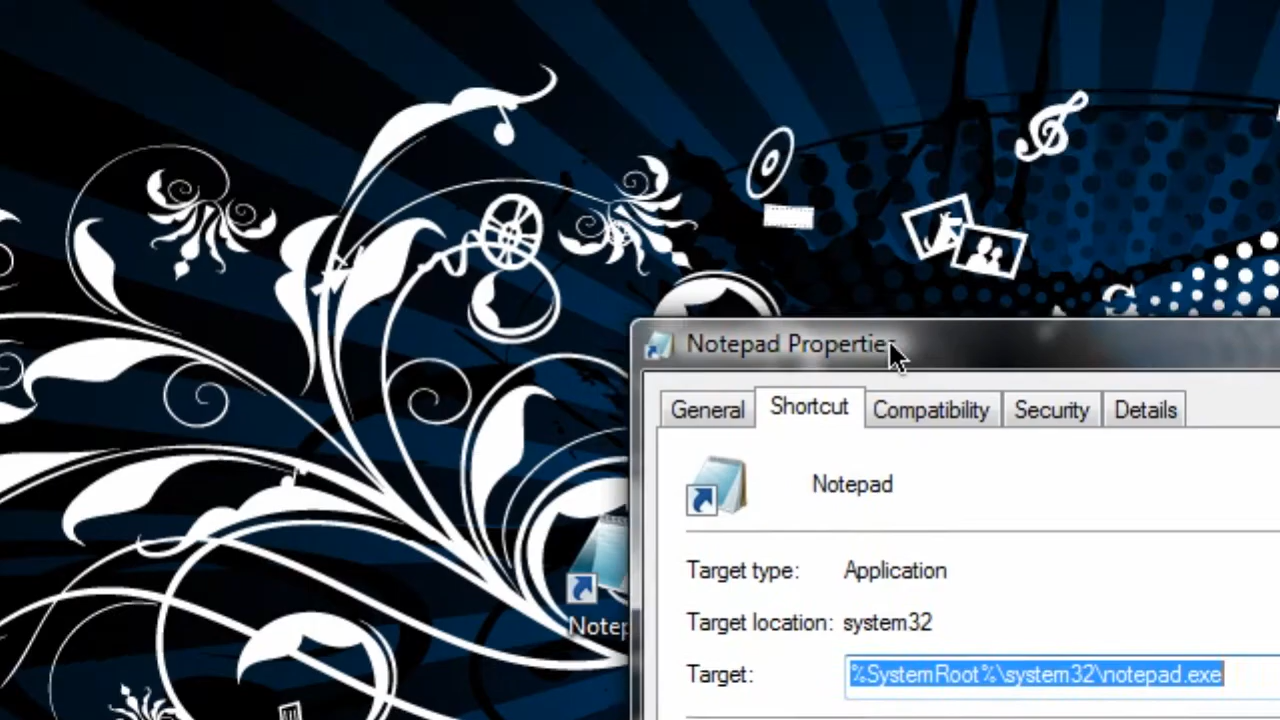 Notepad Propertie
General Shortcut Compatibility Security Details
Notepad
Target type: Application
Target location: system32
Notep
Target: %SystemRoot%\system32\notepad.exe